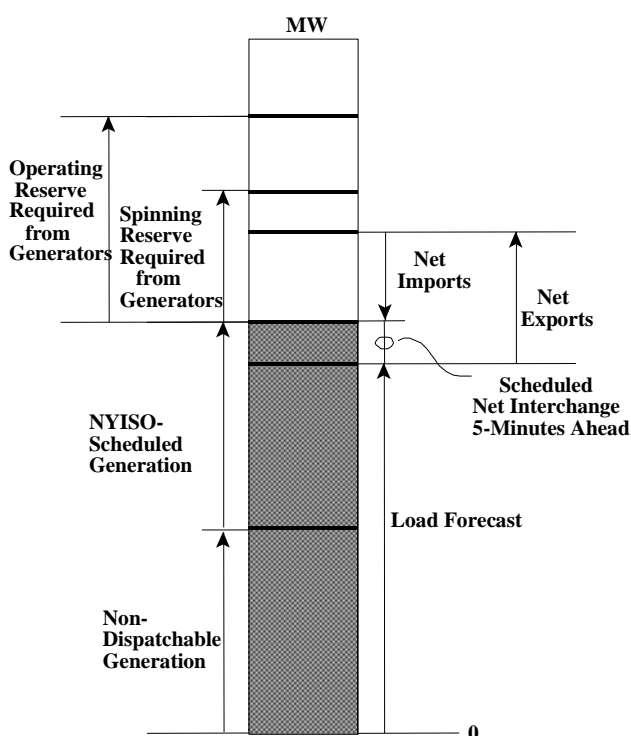 MW
Operating
Reserve
Required
from
Generators
Spinning
Reserve
Required
from
Generators
Net
Imports
Net
Exports
Scheduled
Net Interchange
5-Minutes Ahead
NYISO-
Scheduled
Generation
Load Forecast
Non-
Dispatchable
Generation
0